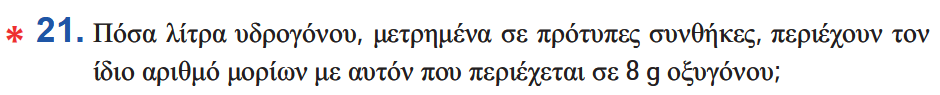 * 21. Πόσα λίτρα υδρογόνου, μετρημένα σε πρότυπες συνθήκες, περιέχουν τον
ίδιο αριθμό μορίων με αυτόν που περιέχεται σε 8 g οξυγόνου;